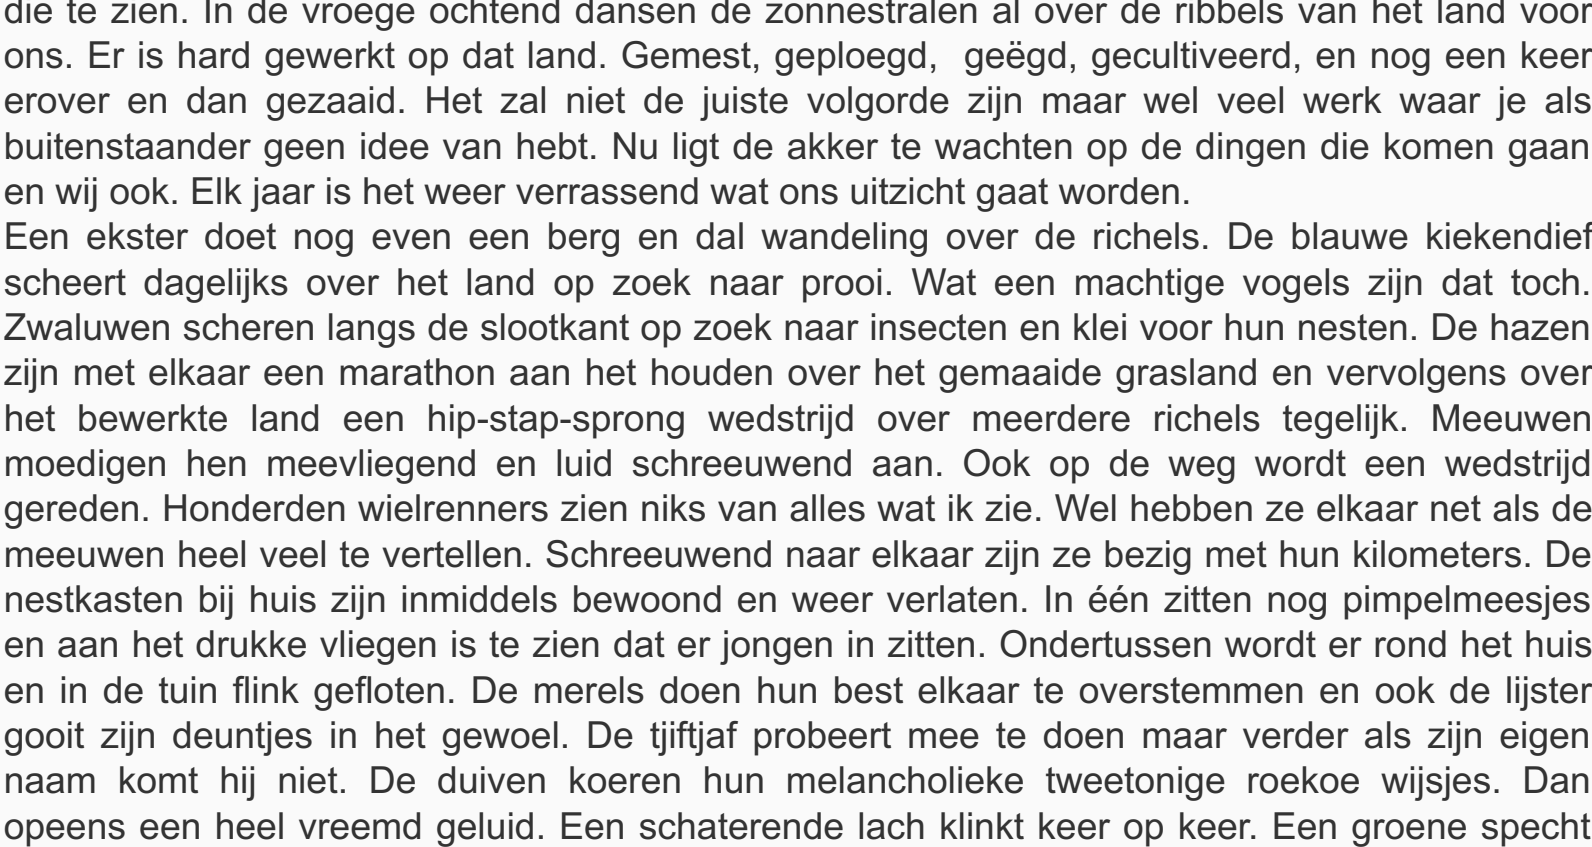 die te zien. In de vroege ochtend dansen de zonnestralen al over de ribbels van het land voor
ons. Er is hard gewerkt op dat land. Gemest, geploegd,  geëgd, gecultiveerd, en nog een keer
erover en dan gezaaid. Het zal niet de juiste volgorde zijn maar wel veel werk waar je als
buitenstaander geen idee van hebt. Nu ligt de akker te wachten op de dingen die komen gaan
en wij ook. Elk jaar is het weer verrassend wat ons uitzicht gaat worden.
Een ekster doet nog even een berg en dal wandeling over de richels. De blauwe kiekendief
scheert dagelijks over het land op zoek naar prooi. Wat een machtige vogels zijn dat toch.
Zwaluwen scheren langs de slootkant op zoek naar insecten en klei voor hun nesten. De hazen
zijn met elkaar een marathon aan het houden over het gemaaide grasland en vervolgens over
het bewerkte land een hip-stap-sprong wedstrijd over meerdere richels tegelijk. Meeuwen
moedigen hen meevliegend en luid schreeuwend aan. Ook op de weg wordt een wedstrijd
gereden. Honderden wielrenners zien niks van alles wat ik zie. Wel hebben ze elkaar net als de
meeuwen heel veel te vertellen. Schreeuwend naar elkaar zijn ze bezig met hun kilometers. De
nestkasten bij huis zijn inmiddels bewoond en weer verlaten. In één zitten nog pimpelmeesjes
en aan het drukke vliegen is te zien dat er jongen in zitten. Ondertussen wordt er rond het huis
en in de tuin flink gefloten. De merels doen hun best elkaar te overstemmen en ook de lijster
gooit zijn deuntjes in het gewoel. De tjiftjaf probeert mee te doen maar verder als zijn eigen
naam komt hij niet. De duiven koeren hun melancholieke tweetonige roekoe wijsjes. Dan
opeens een heel vreemd geluid. Een schaterende lach klinkt keer op keer. Een groene specht